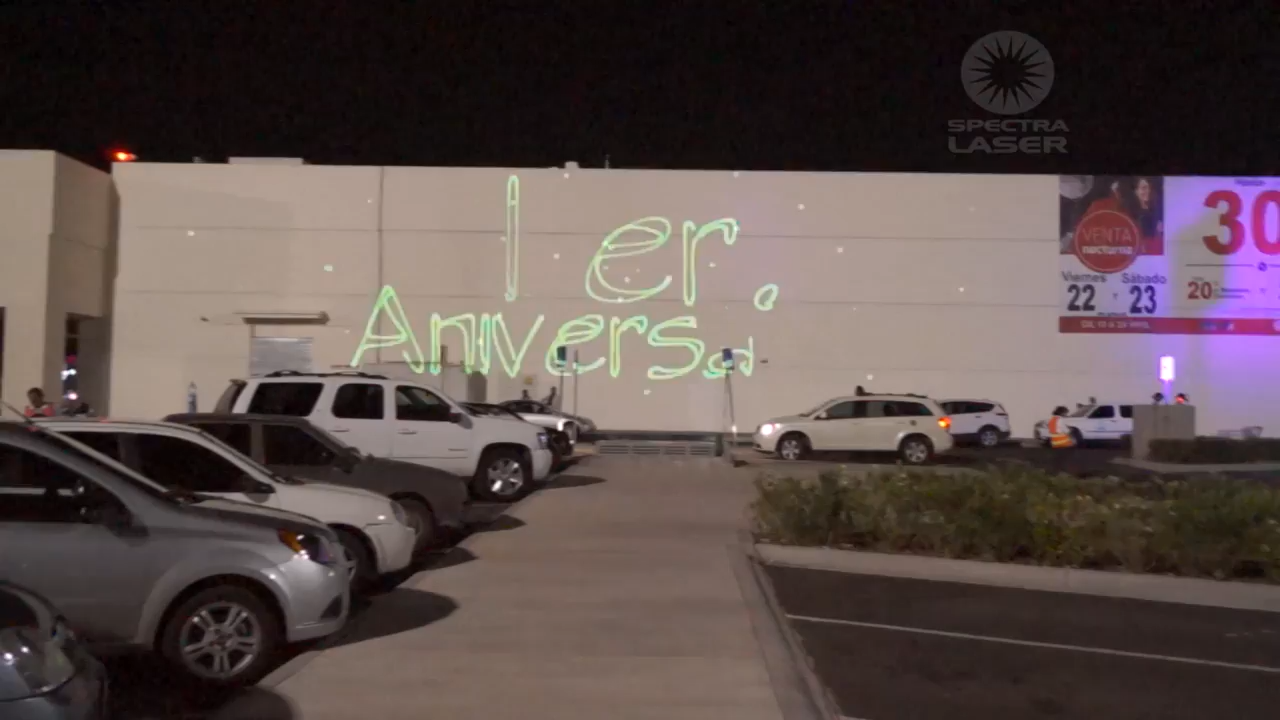 SPECTRA
LASER
1 er.
Anivers
VENTA
nocturna
Viernes Sábado
22 y 23
30
20